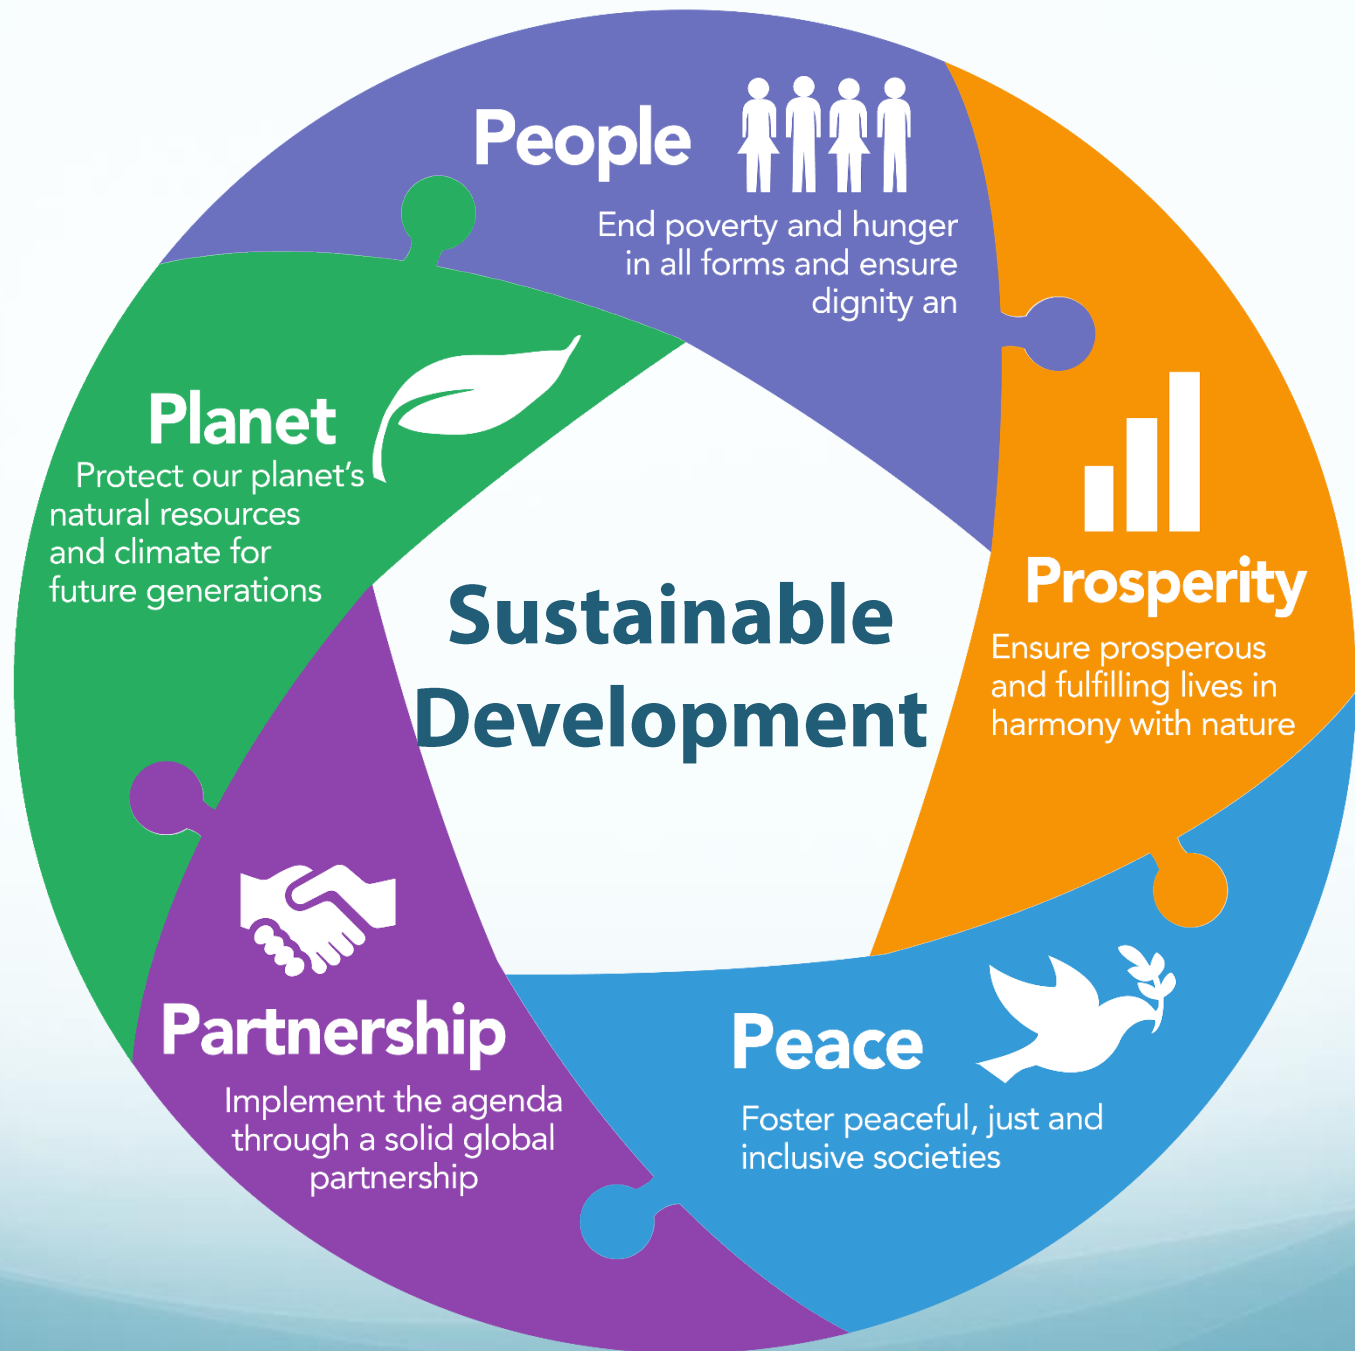 People
End poverty and hunger
in all forms and ensure
dignity an
Prosperity
Ensure prosperous
and fulfilling lives in
harmony with nature
Peace
Foster peaceful, just and
inclusive societies
Partnership
Implement the agenda
through a solid global
partnership
Planet
Protect our planet's
natural resources
and climate for
future generations
Sustainable
Development